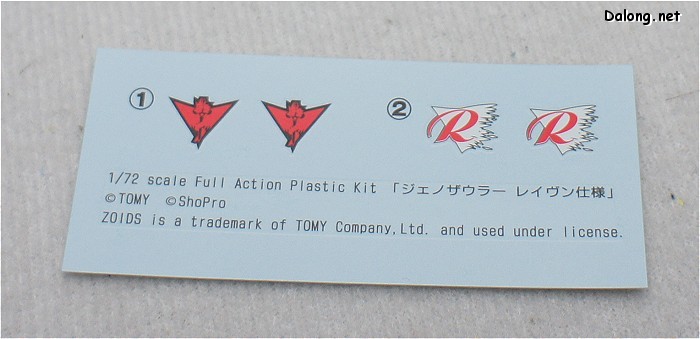 Dalong.net
① ② R R
1/72 scale Full Action Plastic Kit 「ジェノザウラー レイヴン仕様」
©TOMY ©ShoPro
ZOIDS is a trademark of TOMY Company,Ltd. and used under license.